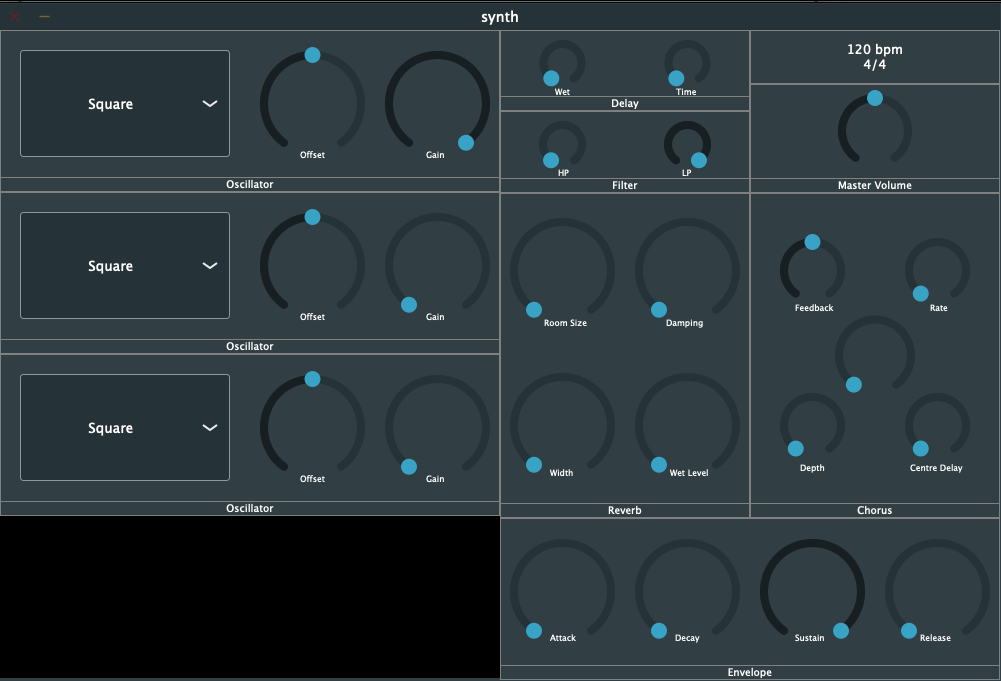 synth
Square
Offset
Gain
Oscillator
Square
Offset
Gain
Oscillator
Square
Offset
Gain
Oscillator
Wet
Time
Delay
HP
LP
Filter
Room Size
Damping
Width
Wet Level
Reverb
120 bpm
4/4
Master Volume
Feedback
Rate
Depth
Centre Delay
Chorus
Attack
Decay
Sustain
Release
Envelope